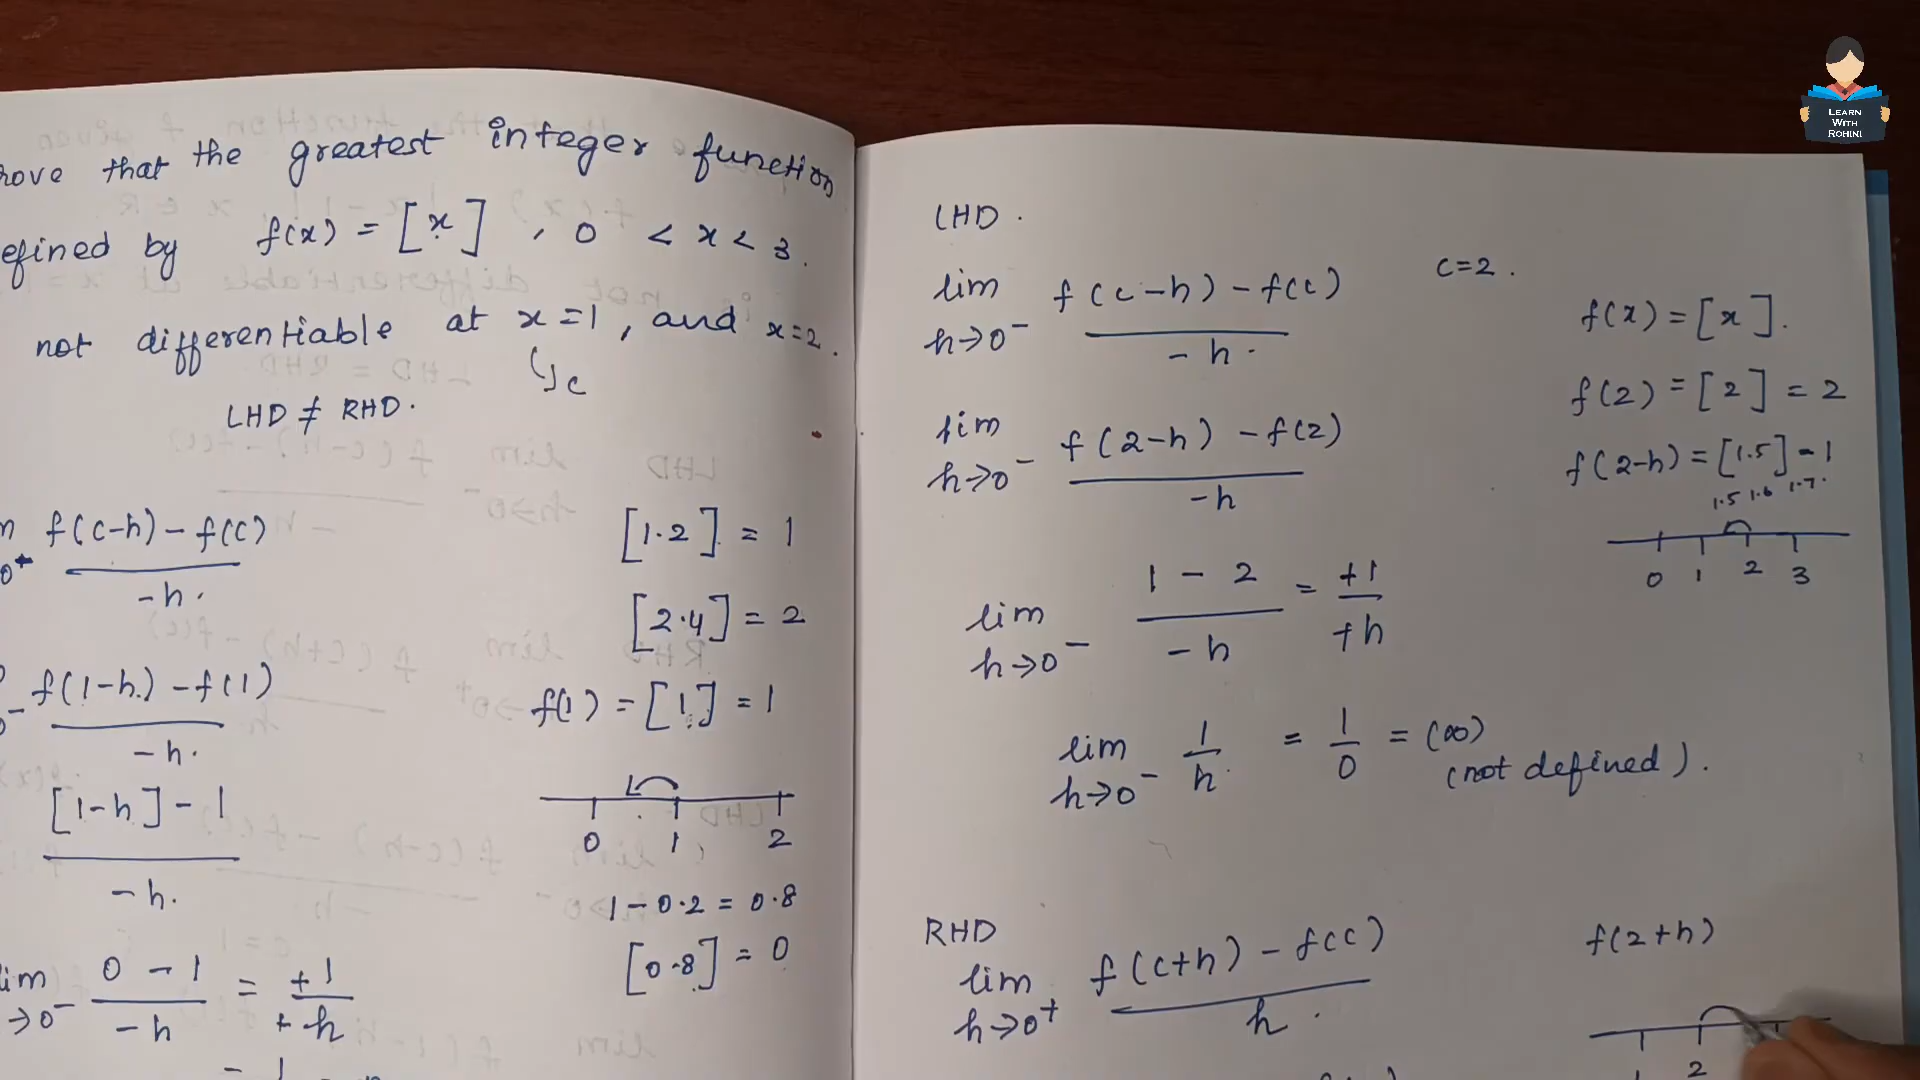 rove that the greatest integer function
efined by f(x) = [x] , 0 < x < 3.
not differentiable at x=1, and x=2.
c
LHD ≠ RHD.
f(c-h) - f(c)
-h.
[1.2] = 1
[2.4] = 2
f(1-h) - f(1)
-h.
f(1) = [1] = 1
[1-h] - 1
-h.
0 1 2
1-0.2 = 0.8
[0.8] = 0
lim 0 - 1 = +1
→0⁻ -h +h
LHD.
lim f(c-h) - f(c)
h→0⁻ -h.
c=2.
f(x) = [x].
f(2) = [2] = 2
lim f(2-h) - f(2)
h→0⁻ -h
f(2-h) = [1.5] - 1
1.5 1.6 1.7.
0 1 2 3
lim 1 - 2 = +1
h→0⁻ -h +h
lim 1 = 1 = (∞)
h→0⁻ h 0 (not defined).
RHD
lim f(c+h) - f(c)
h→0⁺ h.
f(2+h)
2
LEARN
WITH
ROHINI